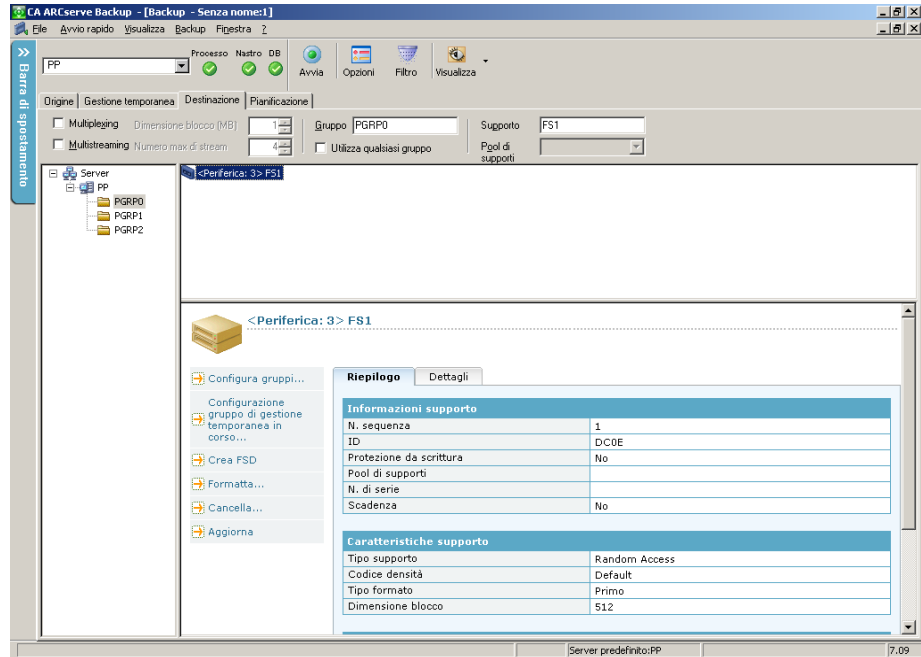 CA ARCserve Backup - [Backup - Senza nome:1]
File Avvio rapido Visualizza Backup Finestra ?
Barra di spostamento
PP
Processo Nastro DB
Avvia Opzioni Filtro Visualizza
Origine Gestione temporanea Destinazione Pianificazione
Multiplexing Dimensione blocco (MB) 1 Gruppo PGRP0 Supporto FS1
Multistreaming Numero max di stream 4 Utilizza qualsiasi gruppo Pool di supporti
Server
PP
PGRP0
PGRP1
PGRP2
<Periferica: 3> FS1
<Periferica: 3> FS1
Configura gruppi...
Configurazione
gruppo di gestione
temporanea in
corso...
Crea FSD
Formatta...
Cancella...
Aggiorna
Riepilogo Dettagli
Informazioni supporto
N. sequenza 1
ID DC0E
Protezione da scrittura No
Pool di supporti
N. di serie
Scadenza No
Caratteristiche supporto
Tipo supporto Random Access
Codice densità Default
Tipo formato Primo
Dimensione blocco 512
Server predefinito:PP 7.09